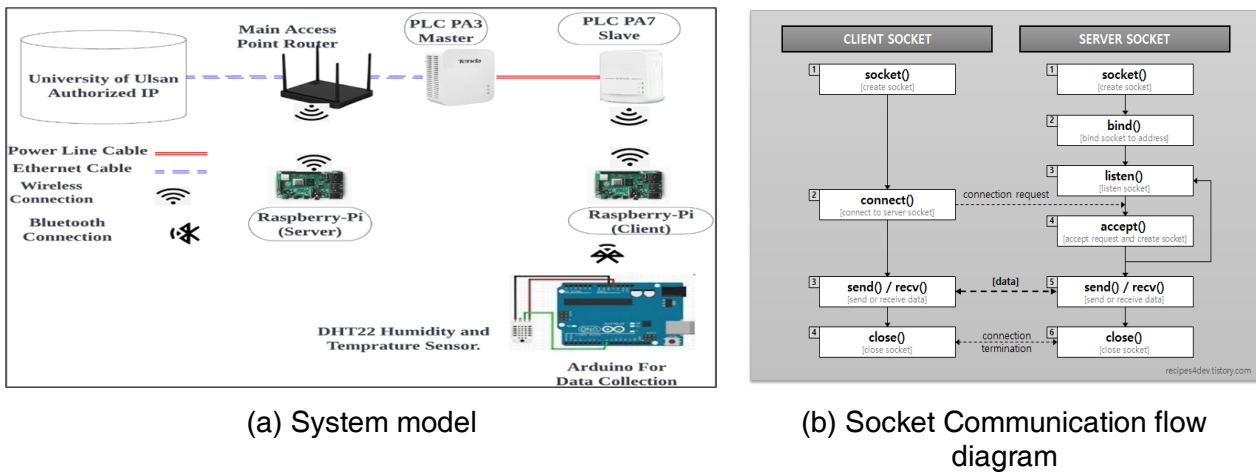 PLC PA3
Master
PLC PA7
Slave
Main Access
Point Router
Tenda
University of Ulsan
Authorized IP
Power Line Cable
Ethernet Cable
Wireless
Connection
Bluetooth
Connection
Raspberry-Pi
(Server)
Raspberry-Pi
(Client)
DHT22 Humidity and
Temprature Sensor.
Arduino For
Data Collection
(a) System model
CLIENT SOCKET
SERVER SOCKET
1
socket()
[create socket]
1
socket()
[create socket]
2
bind()
[bind socket to address]
3
listen()
[listen socket]
2
connect()
[connect to server socket]
connection request
4
accept()
[accept request and create socket]
3
send() / recv()
[send or receive data]
[data]
5
send() / recv()
[send or receive data]
4
close()
[close socket]
connection
termination
6
close()
[close socket]
recipes4dev.tistory.com
(b) Socket Communication flow
diagram